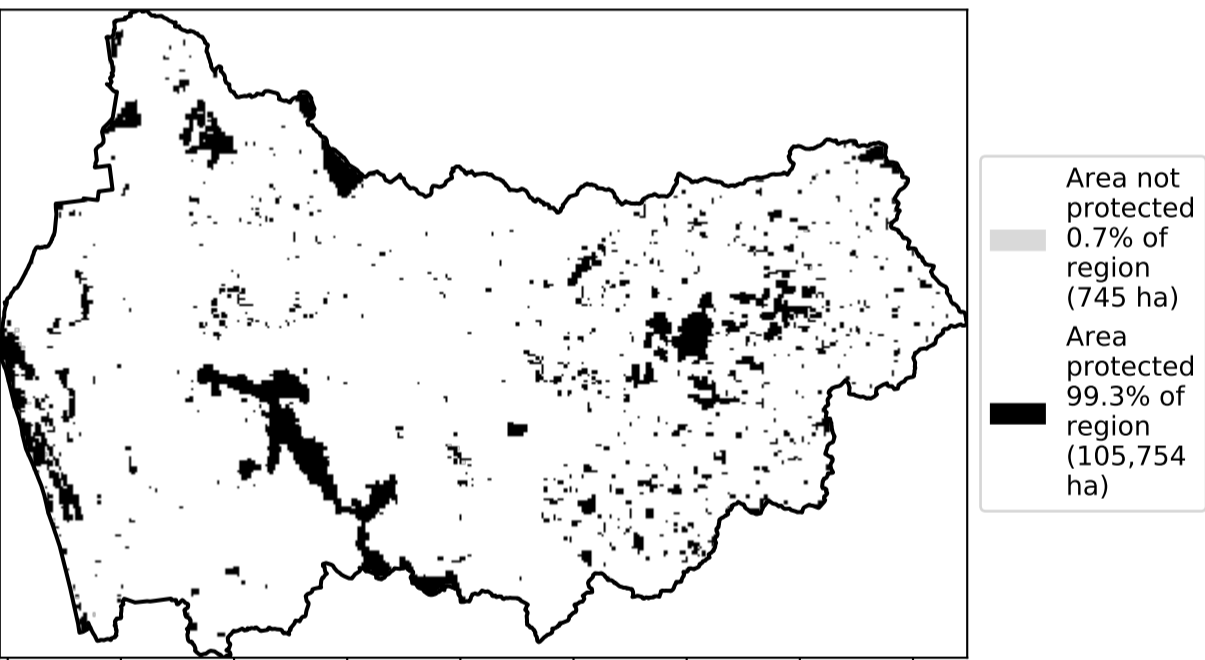 Area not
protected
0.7% of
region
(745 ha)
Area
protected
99.3% of
region
(105,754
ha)